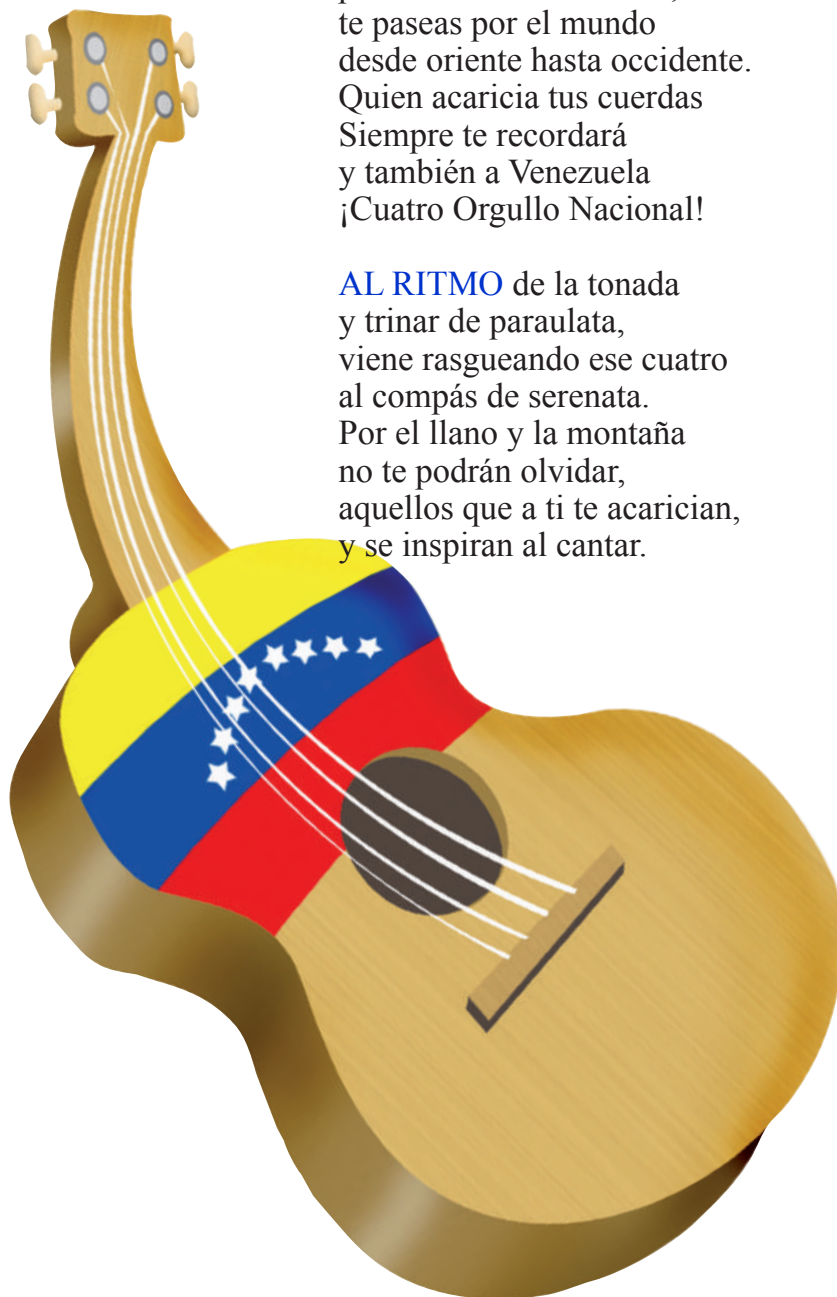 te paseas por el mundo
desde oriente hasta occidente.
Quien acaricia tus cuerdas
Siempre te recordará
y también a Venezuela
¡Cuatro Orgullo Nacional!
AL RITMO de la tonada
y trinar de paraulata,
viene rasgueando ese cuatro
al compás de serenata.
Por el llano y la montaña
no te podrán olvidar,
aquellos que a ti te acarician,
y se inspiran al cantar.